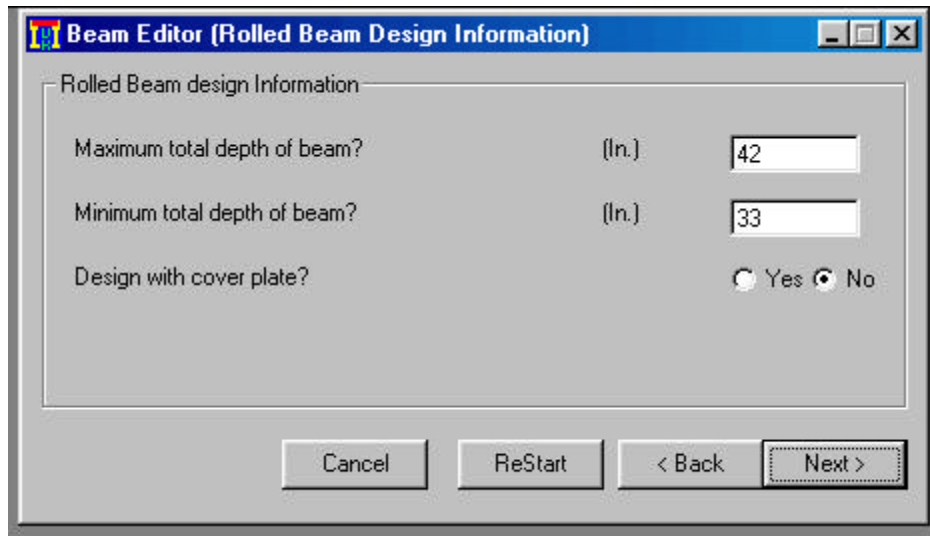 Beam Editor (Rolled Beam Design Information)
Rolled Beam design Information
Maximum total depth of beam? (In.) 42
Minimum total depth of beam? (In.) 33
Design with cover plate? Yes No
Cancel ReStart < Back Next >